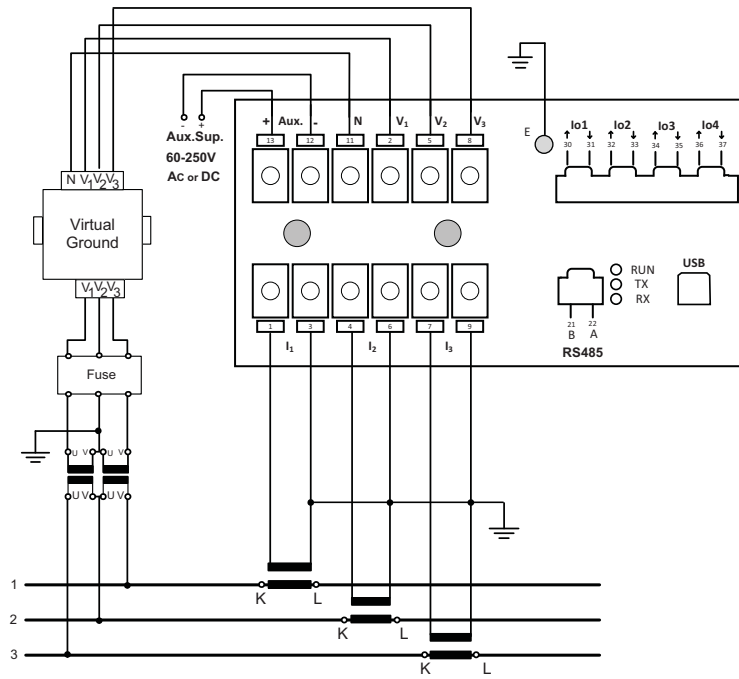 E
Io1 Io2 Io3 Io4
30 31 32 33 34 35 36 37
- +
Aux.Sup.
60-250V
AC or DC
+ Aux. - N V1 V2 V3
13 12 11 2 5 8
N V1 V2 V3
Virtual
Ground
V1 V2 V3
Fuse
U V U V
U V U V
1 3 4 6 7 9
I1 I2 I3
RUN
TX
RX
USB
21 22
B A
RS485
1
K L
2
K L
3
K L